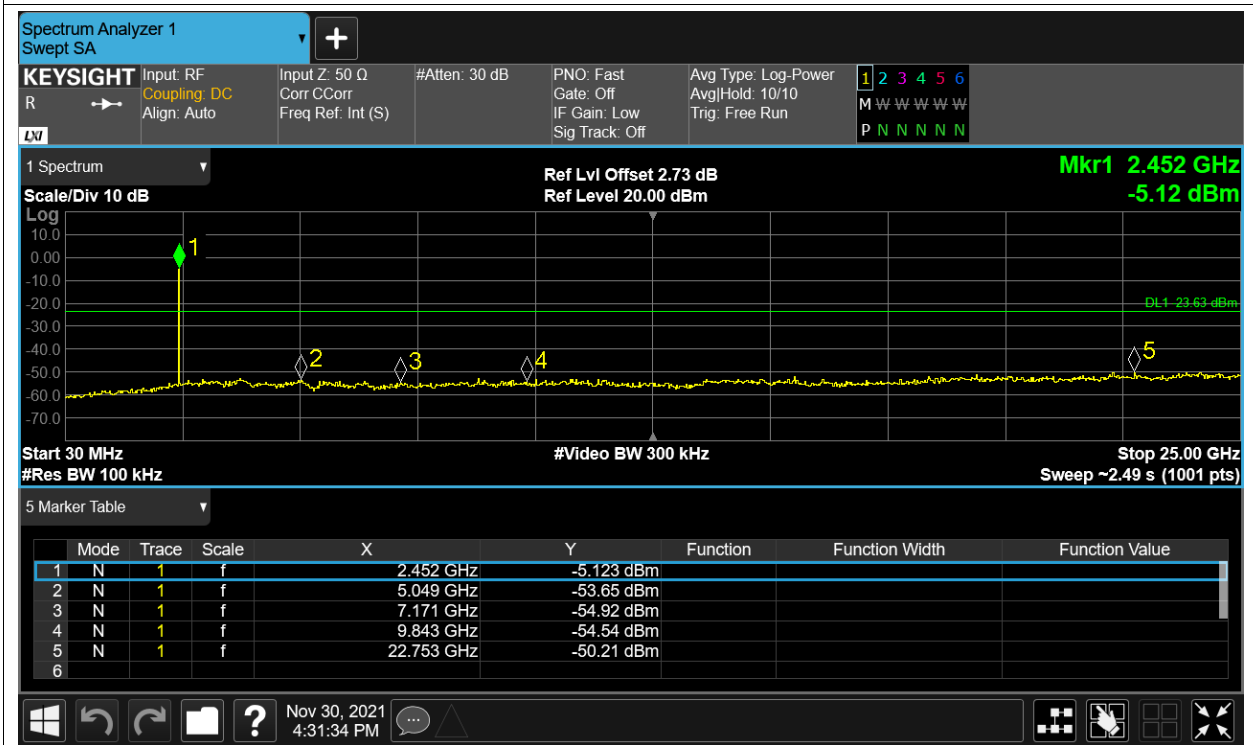 Spectrum Analyzer 1
Swept SA
+
KEYSIGHT Input: RF Input Z: 50 Ω #Atten: 30 dB PNO: Fast Avg Type: Log-Power 1 2 3 4 5 6
R Coupling: DC Corr CCorr Gate: Off Avg|Hold: 10/10 M W W W W W
Align: Auto Freq Ref: Int (S) IF Gain: Low Trig: Free Run
LXI Sig Track: Off P N N N N N
1 Spectrum Ref Lvl Offset 2.73 dB Mkr1 2.452 GHz
Scale/Div 10 dB Ref Level 20.00 dBm -5.12 dBm
Log
10.0
1
0.00
-10.0
-20.0 DL1 23.63 dBm
-30.0
-40.0
2 3 4 5
-50.0
-60.0
-70.0
Start 30 MHz #Video BW 300 kHz Stop 25.00 GHz
#Res BW 100 kHz Sweep ~2.49 s (1001 pts)
5 Marker Table
Mode Trace Scale X Y Function Function Width Function Value
1 N 1 f 2.452 GHz -5.123 dBm
2 N 1 f 5.049 GHz -53.65 dBm
3 N 1 f 7.171 GHz -54.92 dBm
4 N 1 f 9.843 GHz -54.54 dBm
5 N 1 f 22.753 GHz -50.21 dBm
6
? Nov 30, 2021
4:31:34 PM